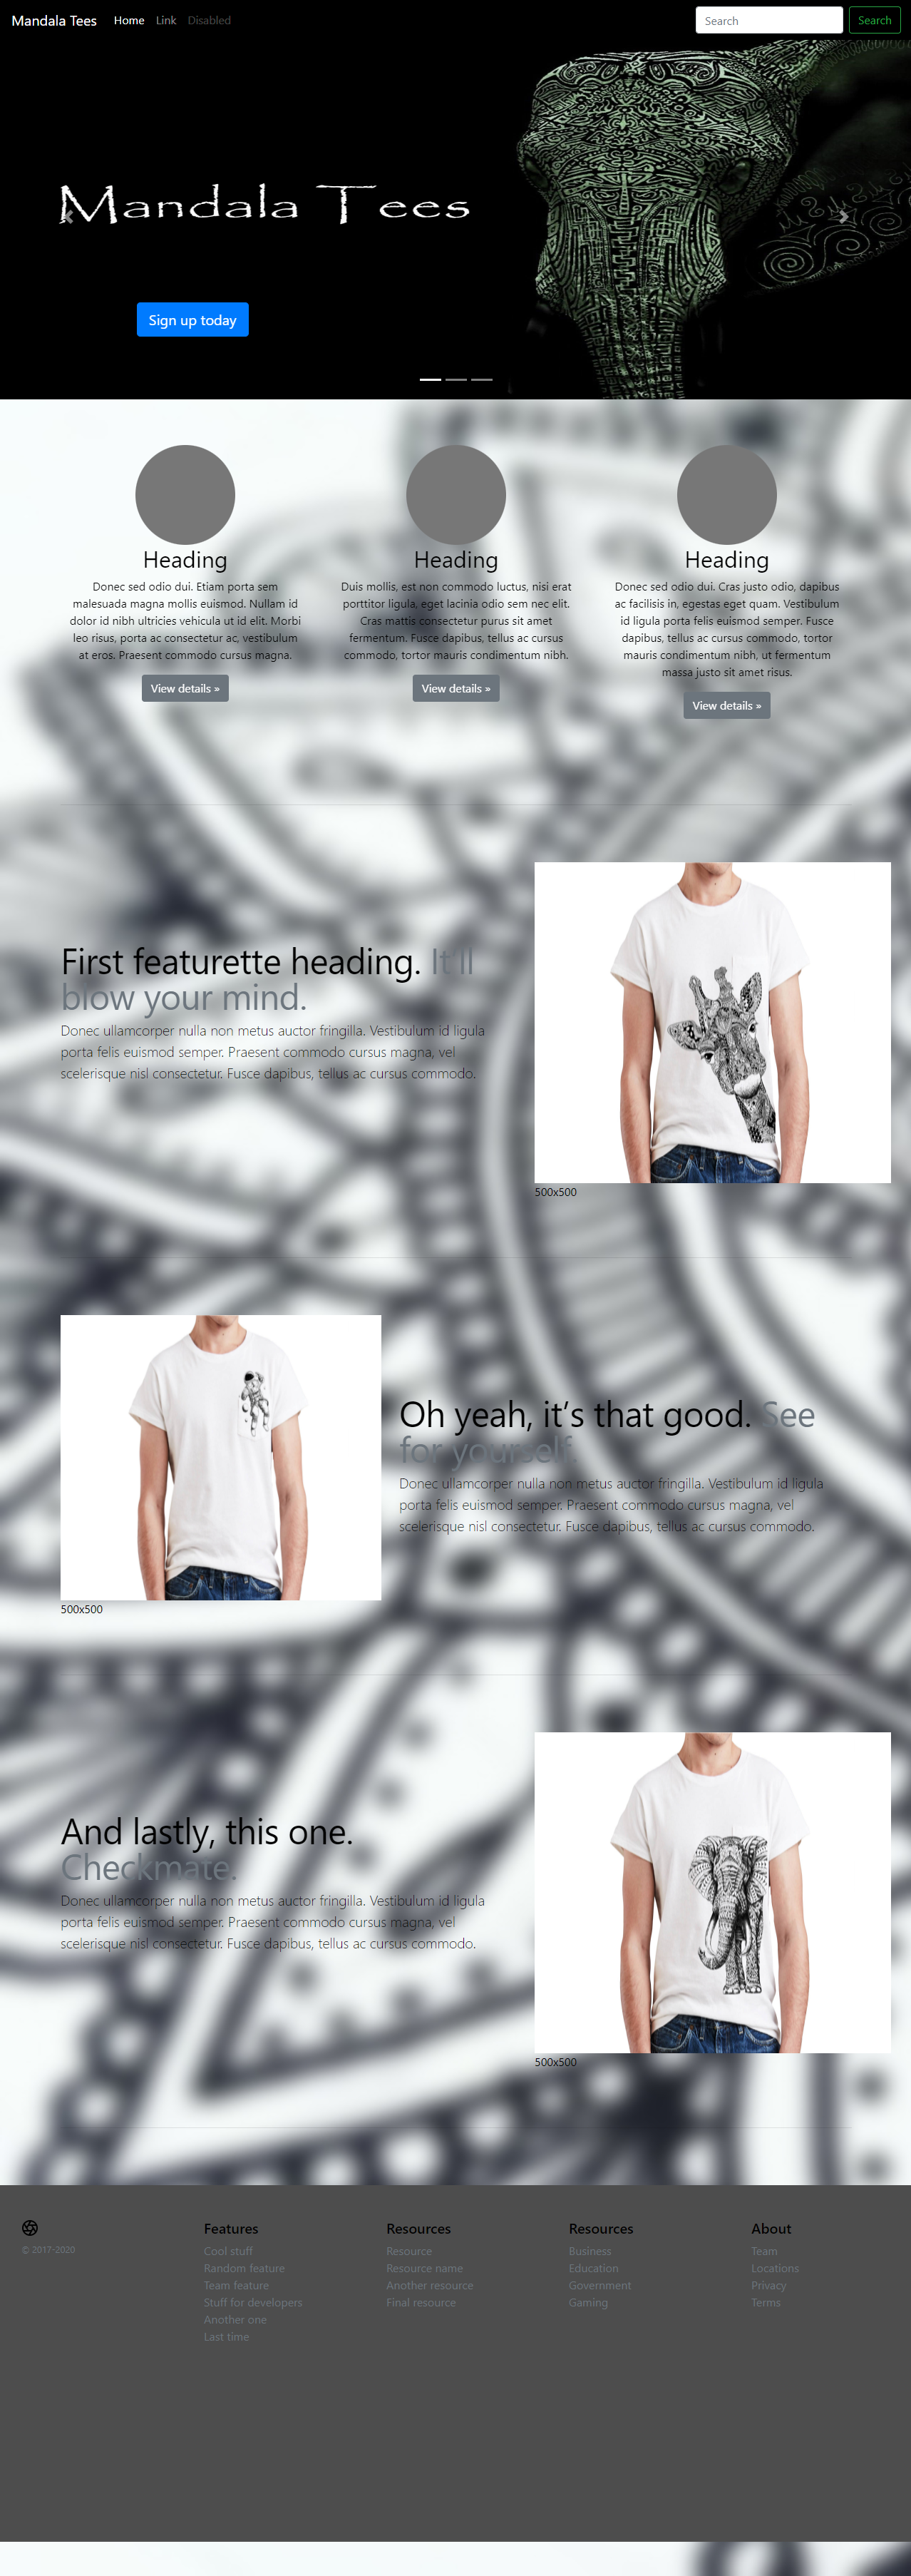 Mandala Tees Home Link Disabled Search Search
Mandala Tees
Sign up today
Heading
Donec sed odio dui. Etiam porta sem
malesuada magna mollis euismod. Nullam id
dolor id nibh ultricies vehicula ut id elit. Morbi
leo risus, porta ac consectetur ac, vestibulum
at eros. Praesent commodo cursus magna.
View details »
Heading
Duis mollis, est non commodo luctus, nisi erat
porttitor ligula, eget lacinia odio sem nec elit.
Cras mattis consectetur purus sit amet
fermentum. Fusce dapibus, tellus ac cursus
commodo, tortor mauris condimentum nibh.
View details »
Heading
Donec sed odio dui. Cras justo odio, dapibus
ac facilisis in, egestas eget quam. Vestibulum
id ligula porta felis euismod semper. Fusce
dapibus, tellus ac cursus commodo, tortor
mauris condimentum nibh, ut fermentum
massa justo sit amet risus.
View details »
First featurette heading. It'll
blow your mind.
Donec ullamcorper nulla non metus auctor fringilla. Vestibulum id ligula
porta felis euismod semper. Praesent commodo cursus magna, vel
scelerisque nisl consectetur. Fusce dapibus, tellus ac cursus commodo.
500x500
Oh yeah, it's that good. See
for yourself.
Donec ullamcorper nulla non metus auctor fringilla. Vestibulum id ligula
porta felis euismod semper. Praesent commodo cursus magna, vel
scelerisque nisl consectetur. Fusce dapibus, tellus ac cursus commodo.
500x500
And lastly, this one.
Checkmate.
Donec ullamcorper nulla non metus auctor fringilla. Vestibulum id ligula
porta felis euismod semper. Praesent commodo cursus magna, vel
scelerisque nisl consectetur. Fusce dapibus, tellus ac cursus commodo.
500x500
© 2017-2020
Features
Cool stuff
Random feature
Team feature
Stuff for developers
Another one
Last time
Resources
Resource
Resource name
Another resource
Final resource
Resources
Business
Education
Government
Gaming
About
Team
Locations
Privacy
Terms